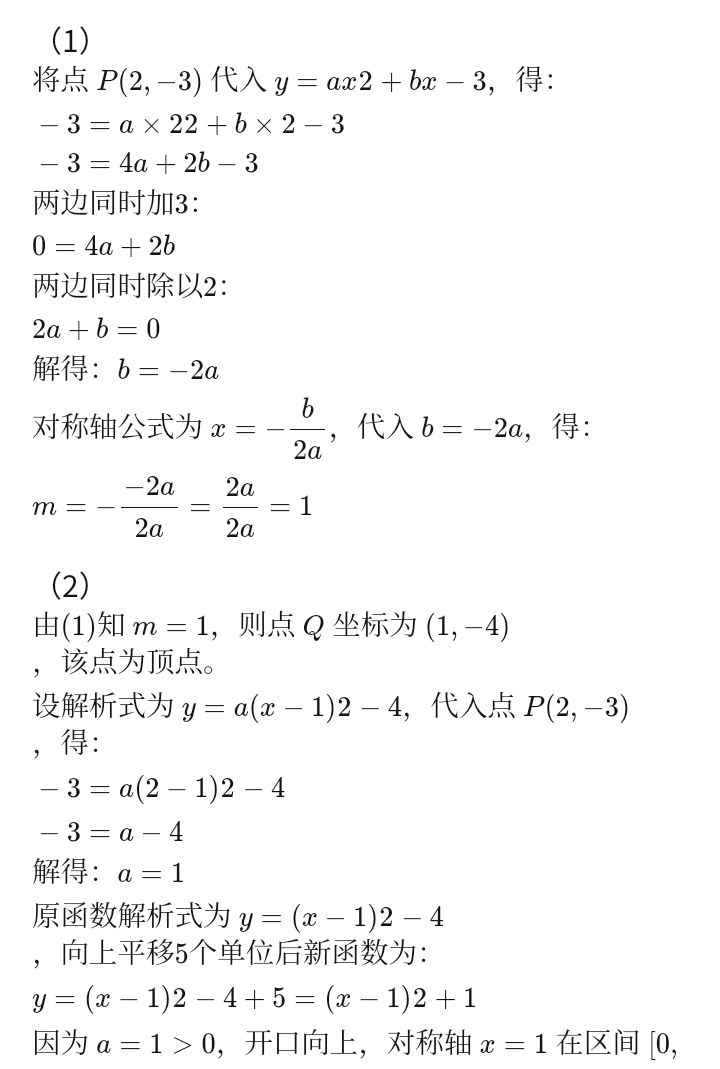 （1）
将点 P(2, −3) 代入 y = ax2 + bx − 3，得：
− 3 = a × 22 + b × 2 − 3
− 3 = 4a + 2b − 3
两边同时加3：
0 = 4a + 2b
两边同时除以2：
2a + b = 0
解得：b = −2a
对称轴公式为 x = −\frac{b}{2a}，代入 b = −2a，得：
m = −\frac{−2a}{2a} = \frac{2a}{2a} = 1
（2）
由(1)知 m = 1，则点 Q 坐标为 (1, −4)
，该点为顶点。
设解析式为 y = a(x − 1)2 − 4，代入点 P(2, −3)
，得：
− 3 = a(2 − 1)2 − 4
− 3 = a − 4
解得：a = 1
原函数解析式为 y = (x − 1)2 − 4
，向上平移5个单位后新函数为：
y = (x − 1)2 − 4 + 5 = (x − 1)2 + 1
因为 a = 1 > 0，开口向上，对称轴 x = 1 在区间 [0,